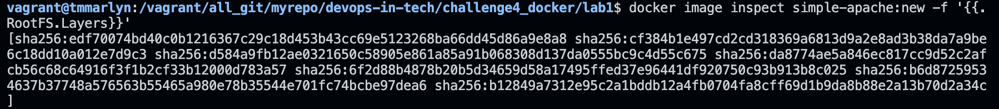 vagrant@tmmarlyn:/vagrant/all_git/myrepo/devops-in-tech/challenge4_docker/lab1$ docker image inspect simple-apache:new -f '{{.
RootFS.Layers}}'
[sha256:edf70074bd40c0b1216367c29c18d453b43cc69e5123268ba66dd45d86a9e8a8 sha256:cf384b1e497cd2cd318369a6813d9a2e8ad3b38da7a9be
6c18dd10a012e7d9c3 sha256:d584a9fb12ae0321650c58905e861a85a91b068308d137da0555bc9c4d55c675 sha256:da8774ae5a846ec817cc9d52c2af
cb56c68c64916f3f1b2cf33b12000d783a57 sha256:6f2d88b4878b20b5d34659d58a17495ffed37e96441df920750c93b913b8c025 sha256:b6d8725953
4637b37748a576563b55465a980e78b35544e701fc74bcbe97dea6 sha256:b12849a7312e95c2a1bddb12a4fb0704fa8cff69d1b9da8b88e2a13b70d2a34c
]